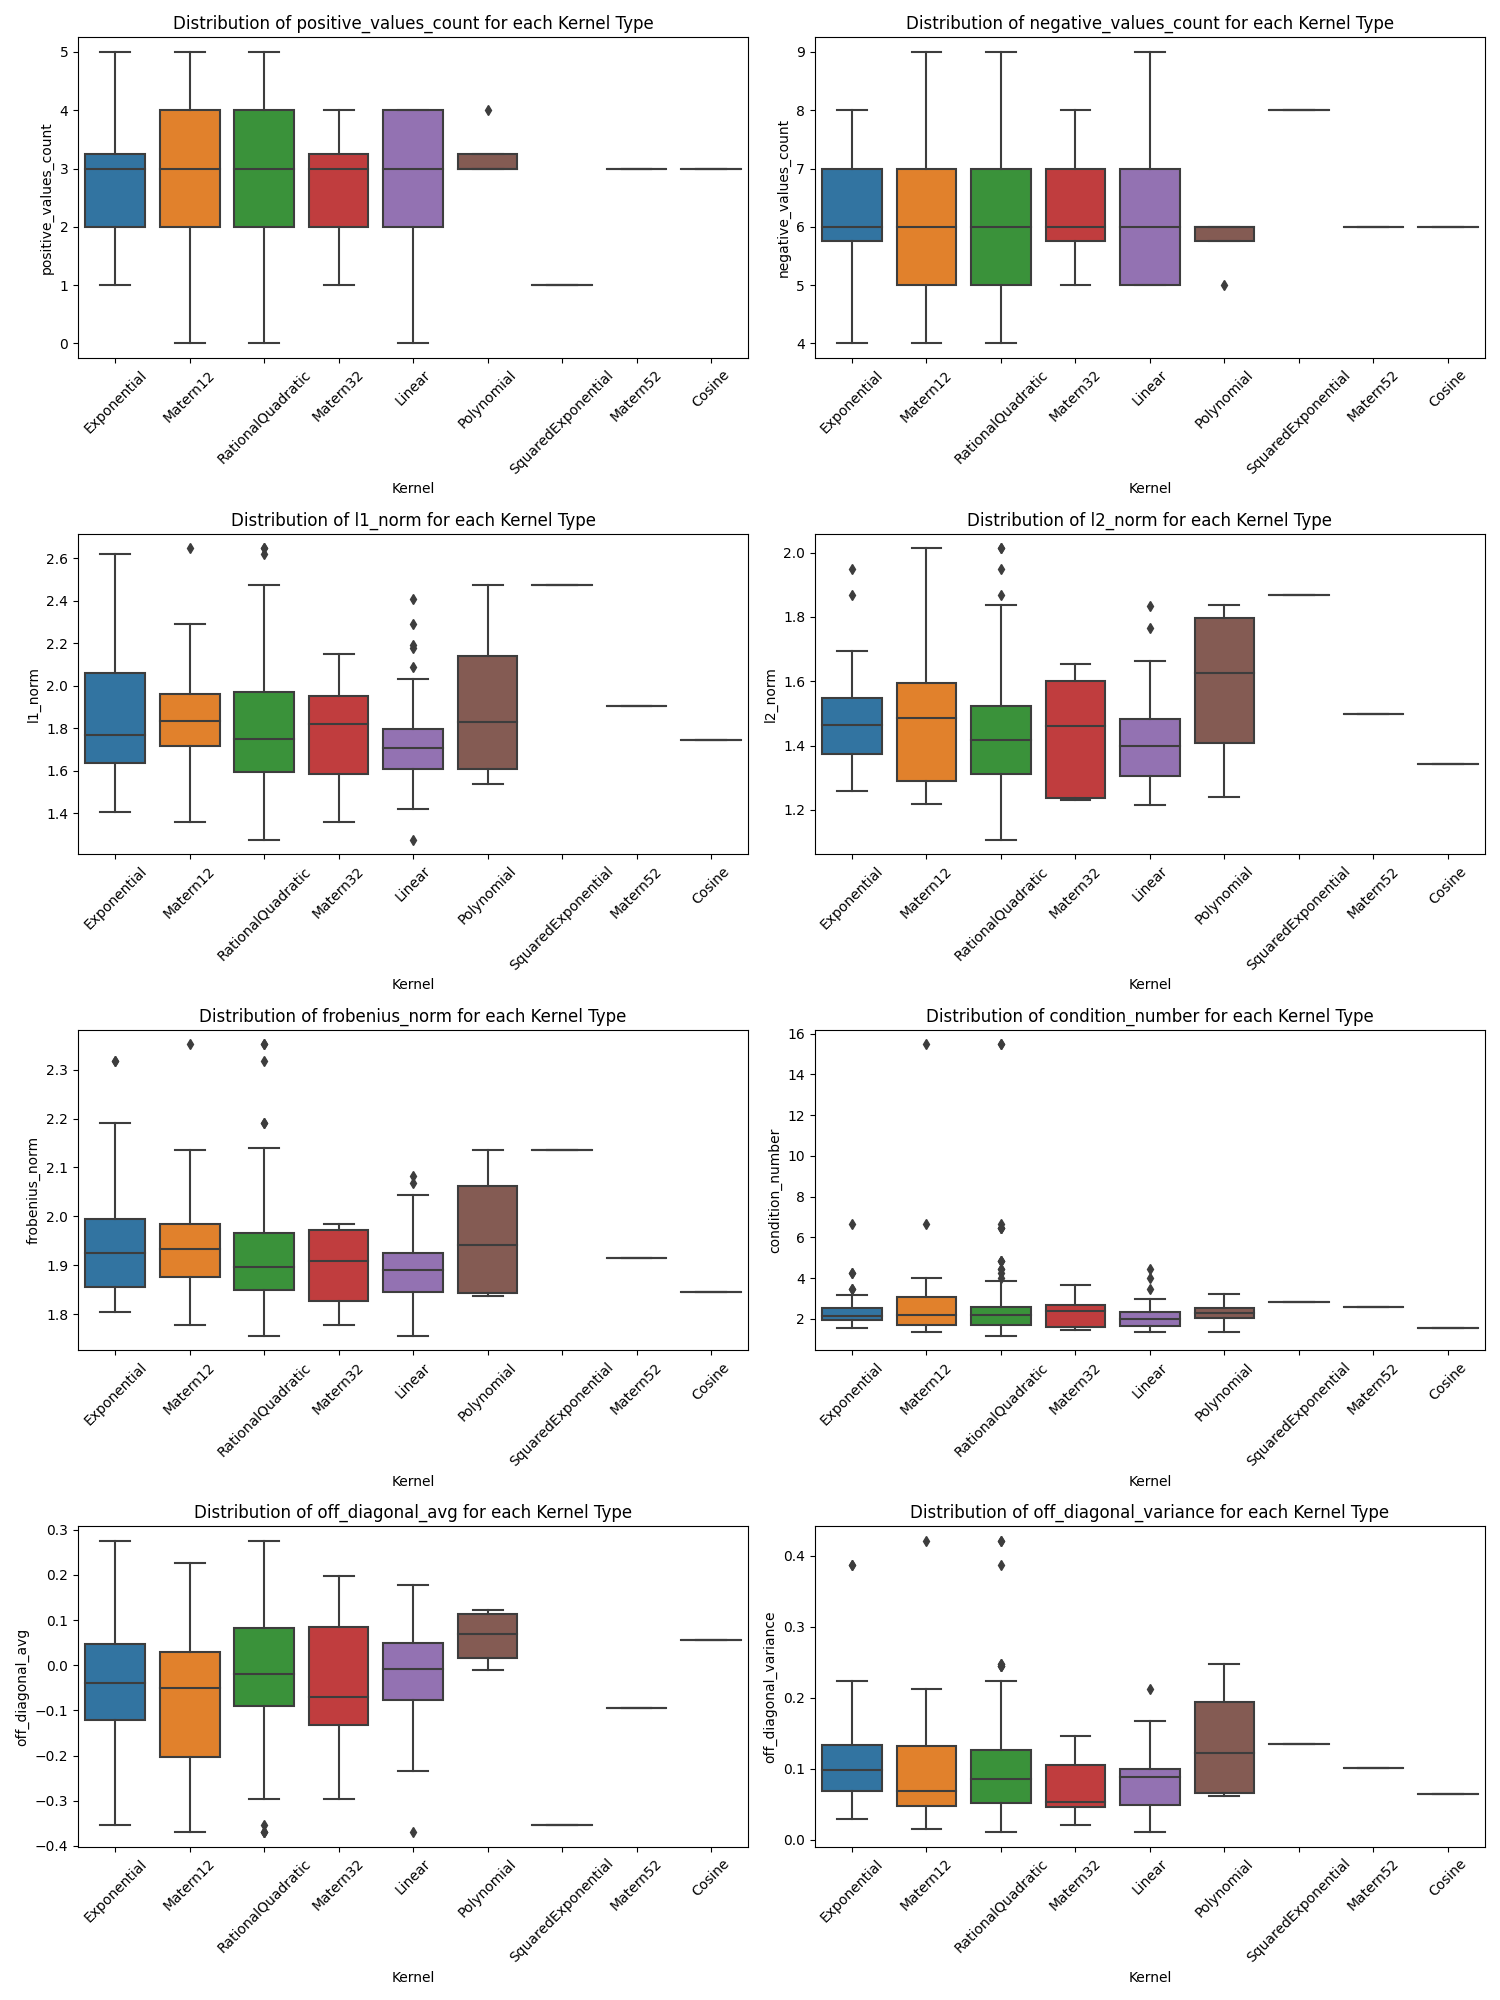 Distribution of positive_values_count for each Kernel Type
positive_values_count
5
4
3
2
1
0
Exponential
Matern12
RationalQuadratic
Matern32
Linear
Polynomial
SquaredExponential
Matern52
Cosine
Kernel
Distribution of negative_values_count for each Kernel Type
negative_values_count
9
8
7
6
5
4
Exponential
Matern12
RationalQuadratic
Matern32
Linear
Polynomial
SquaredExponential
Matern52
Cosine
Kernel
Distribution of l1_norm for each Kernel Type
l1_norm
2.6
2.4
2.2
2.0
1.8
1.6
1.4
Exponential
Matern12
RationalQuadratic
Matern32
Linear
Polynomial
SquaredExponential
Matern52
Cosine
Kernel
Distribution of l2_norm for each Kernel Type
l2_norm
2.0
1.8
1.6
1.4
1.2
Exponential
Matern12
RationalQuadratic
Matern32
Linear
Polynomial
SquaredExponential
Matern52
Cosine
Kernel
Distribution of frobenius_norm for each Kernel Type
frobenius_norm
2.3
2.2
2.1
2.0
1.9
1.8
Exponential
Matern12
RationalQuadratic
Matern32
Linear
Polynomial
SquaredExponential
Matern52
Cosine
Kernel
Distribution of condition_number for each Kernel Type
condition_number
16
14
12
10
8
6
4
2
Exponential
Matern12
RationalQuadratic
Matern32
Linear
Polynomial
SquaredExponential
Matern52
Cosine
Kernel
Distribution of off_diagonal_avg for each Kernel Type
off_diagonal_avg
0.3
0.2
0.1
0.0
−0.1
−0.2
−0.3
−0.4
Exponential
Matern12
RationalQuadratic
Matern32
Linear
Polynomial
SquaredExponential
Matern52
Cosine
Kernel
Distribution of off_diagonal_variance for each Kernel Type
off_diagonal_variance
0.4
0.3
0.2
0.1
0.0
Exponential
Matern12
RationalQuadratic
Matern32
Linear
Polynomial
SquaredExponential
Matern52
Cosine
Kernel